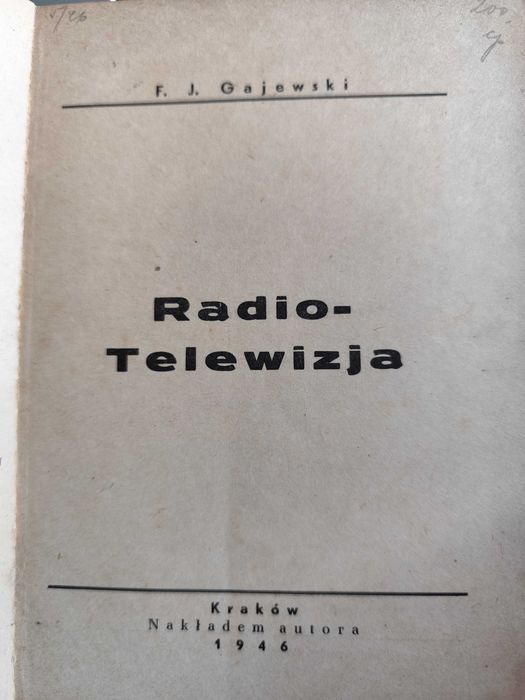 F. J. Gajewski
Radio-
Telewizja
Kraków
Nakładem autora
1946